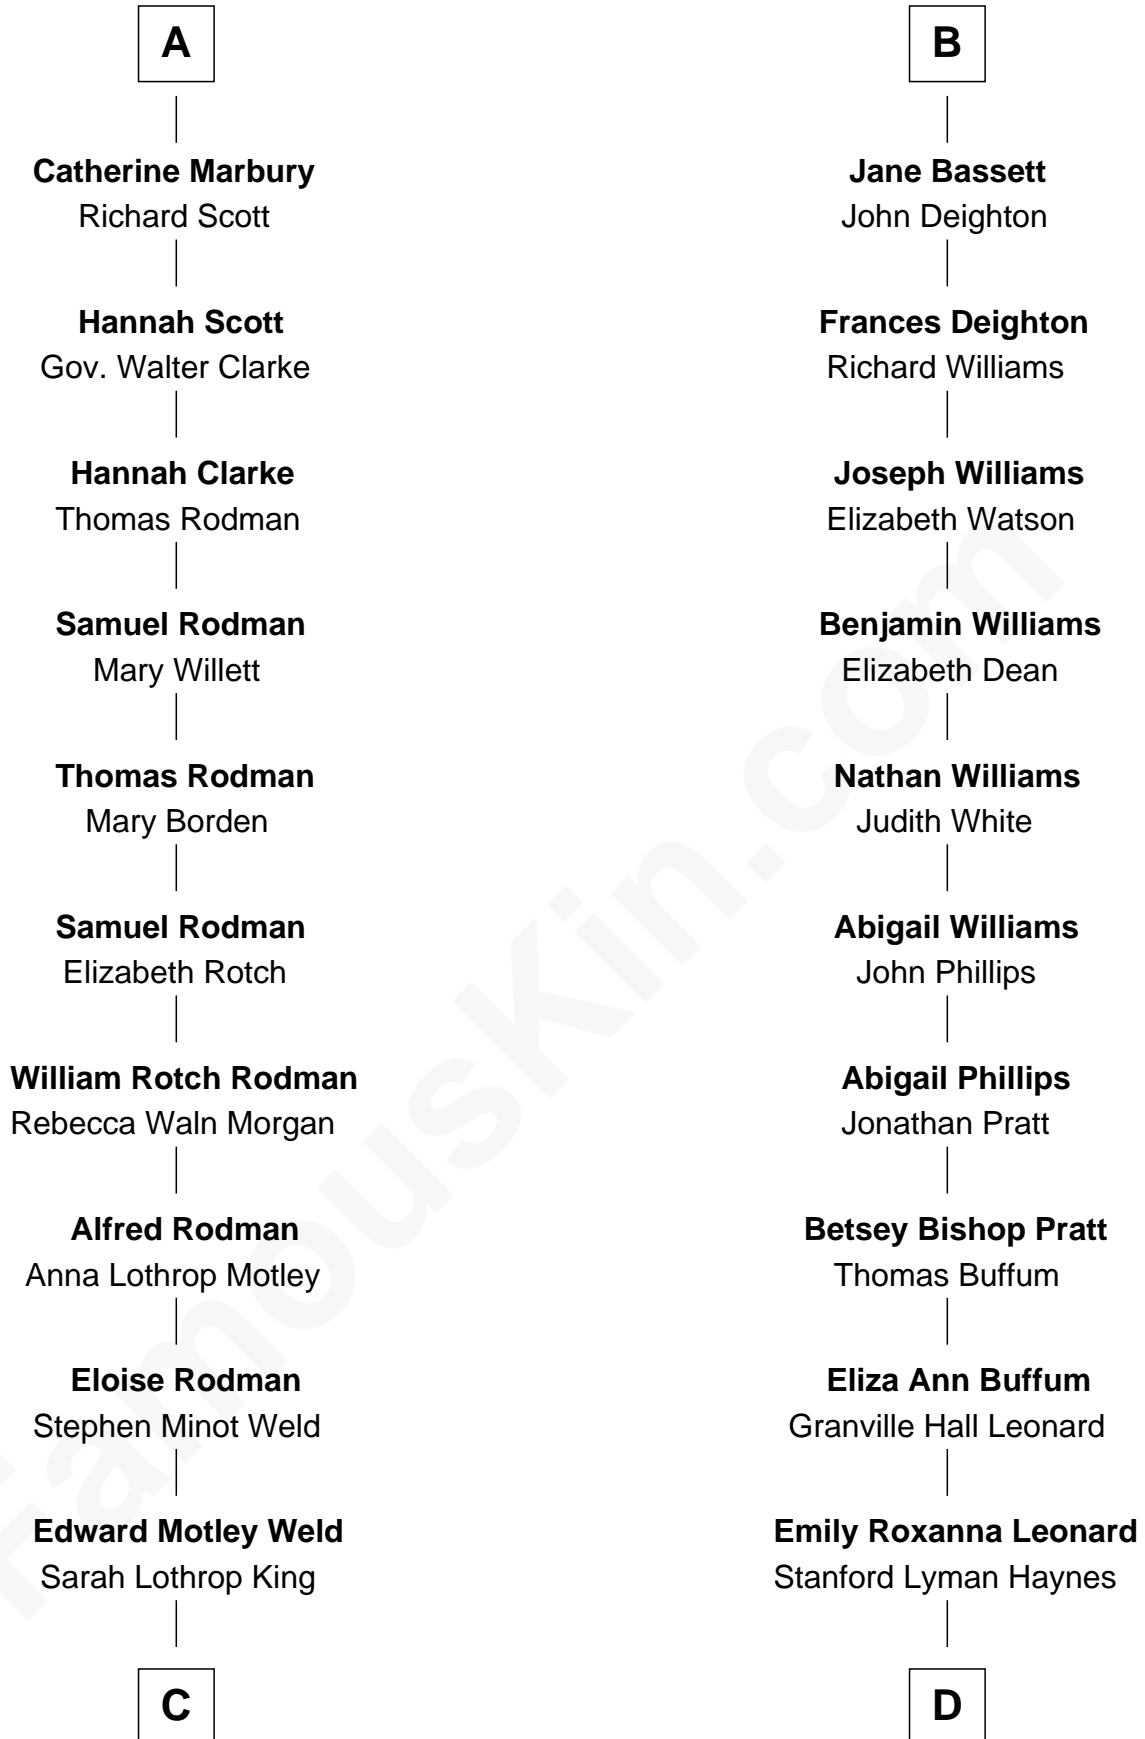 A
Catherine Marbury
Richard Scott
Hannah Scott
Gov. Walter Clarke
Hannah Clarke
Thomas Rodman
Samuel Rodman
Mary Willett
Thomas Rodman
Mary Borden
Samuel Rodman
Elizabeth Rotch
William Rotch Rodman
Rebecca Waln Morgan
Alfred Rodman
Anna Lothrop Motley
Eloise Rodman
Stephen Minot Weld
Edward Motley Weld
Sarah Lothrop King
C
B
Jane Bassett
John Deighton
Frances Deighton
Richard Williams
Joseph Williams
Elizabeth Watson
Benjamin Williams
Elizabeth Dean
Nathan Williams
Judith White
Abigail Williams
John Phillips
Abigail Phillips
Jonathan Pratt
Betsey Bishop Pratt
Thomas Buffum
Eliza Ann Buffum
Granville Hall Leonard
Emily Roxanna Leonard
Stanford Lyman Haynes
D
FamousKin.com